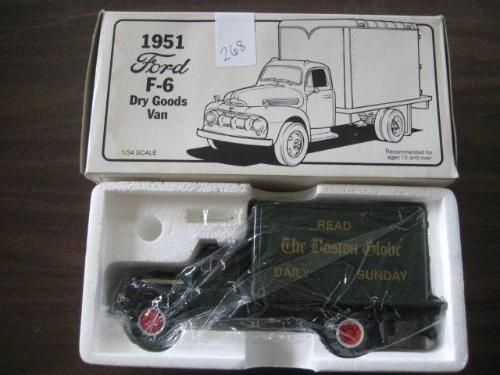 1951
Ford
F-6
Dry Goods
Van
268
1/34 SCALE
Recommended for
ages 10 and over
READ
The Boston Globe
DAILY SUNDAY